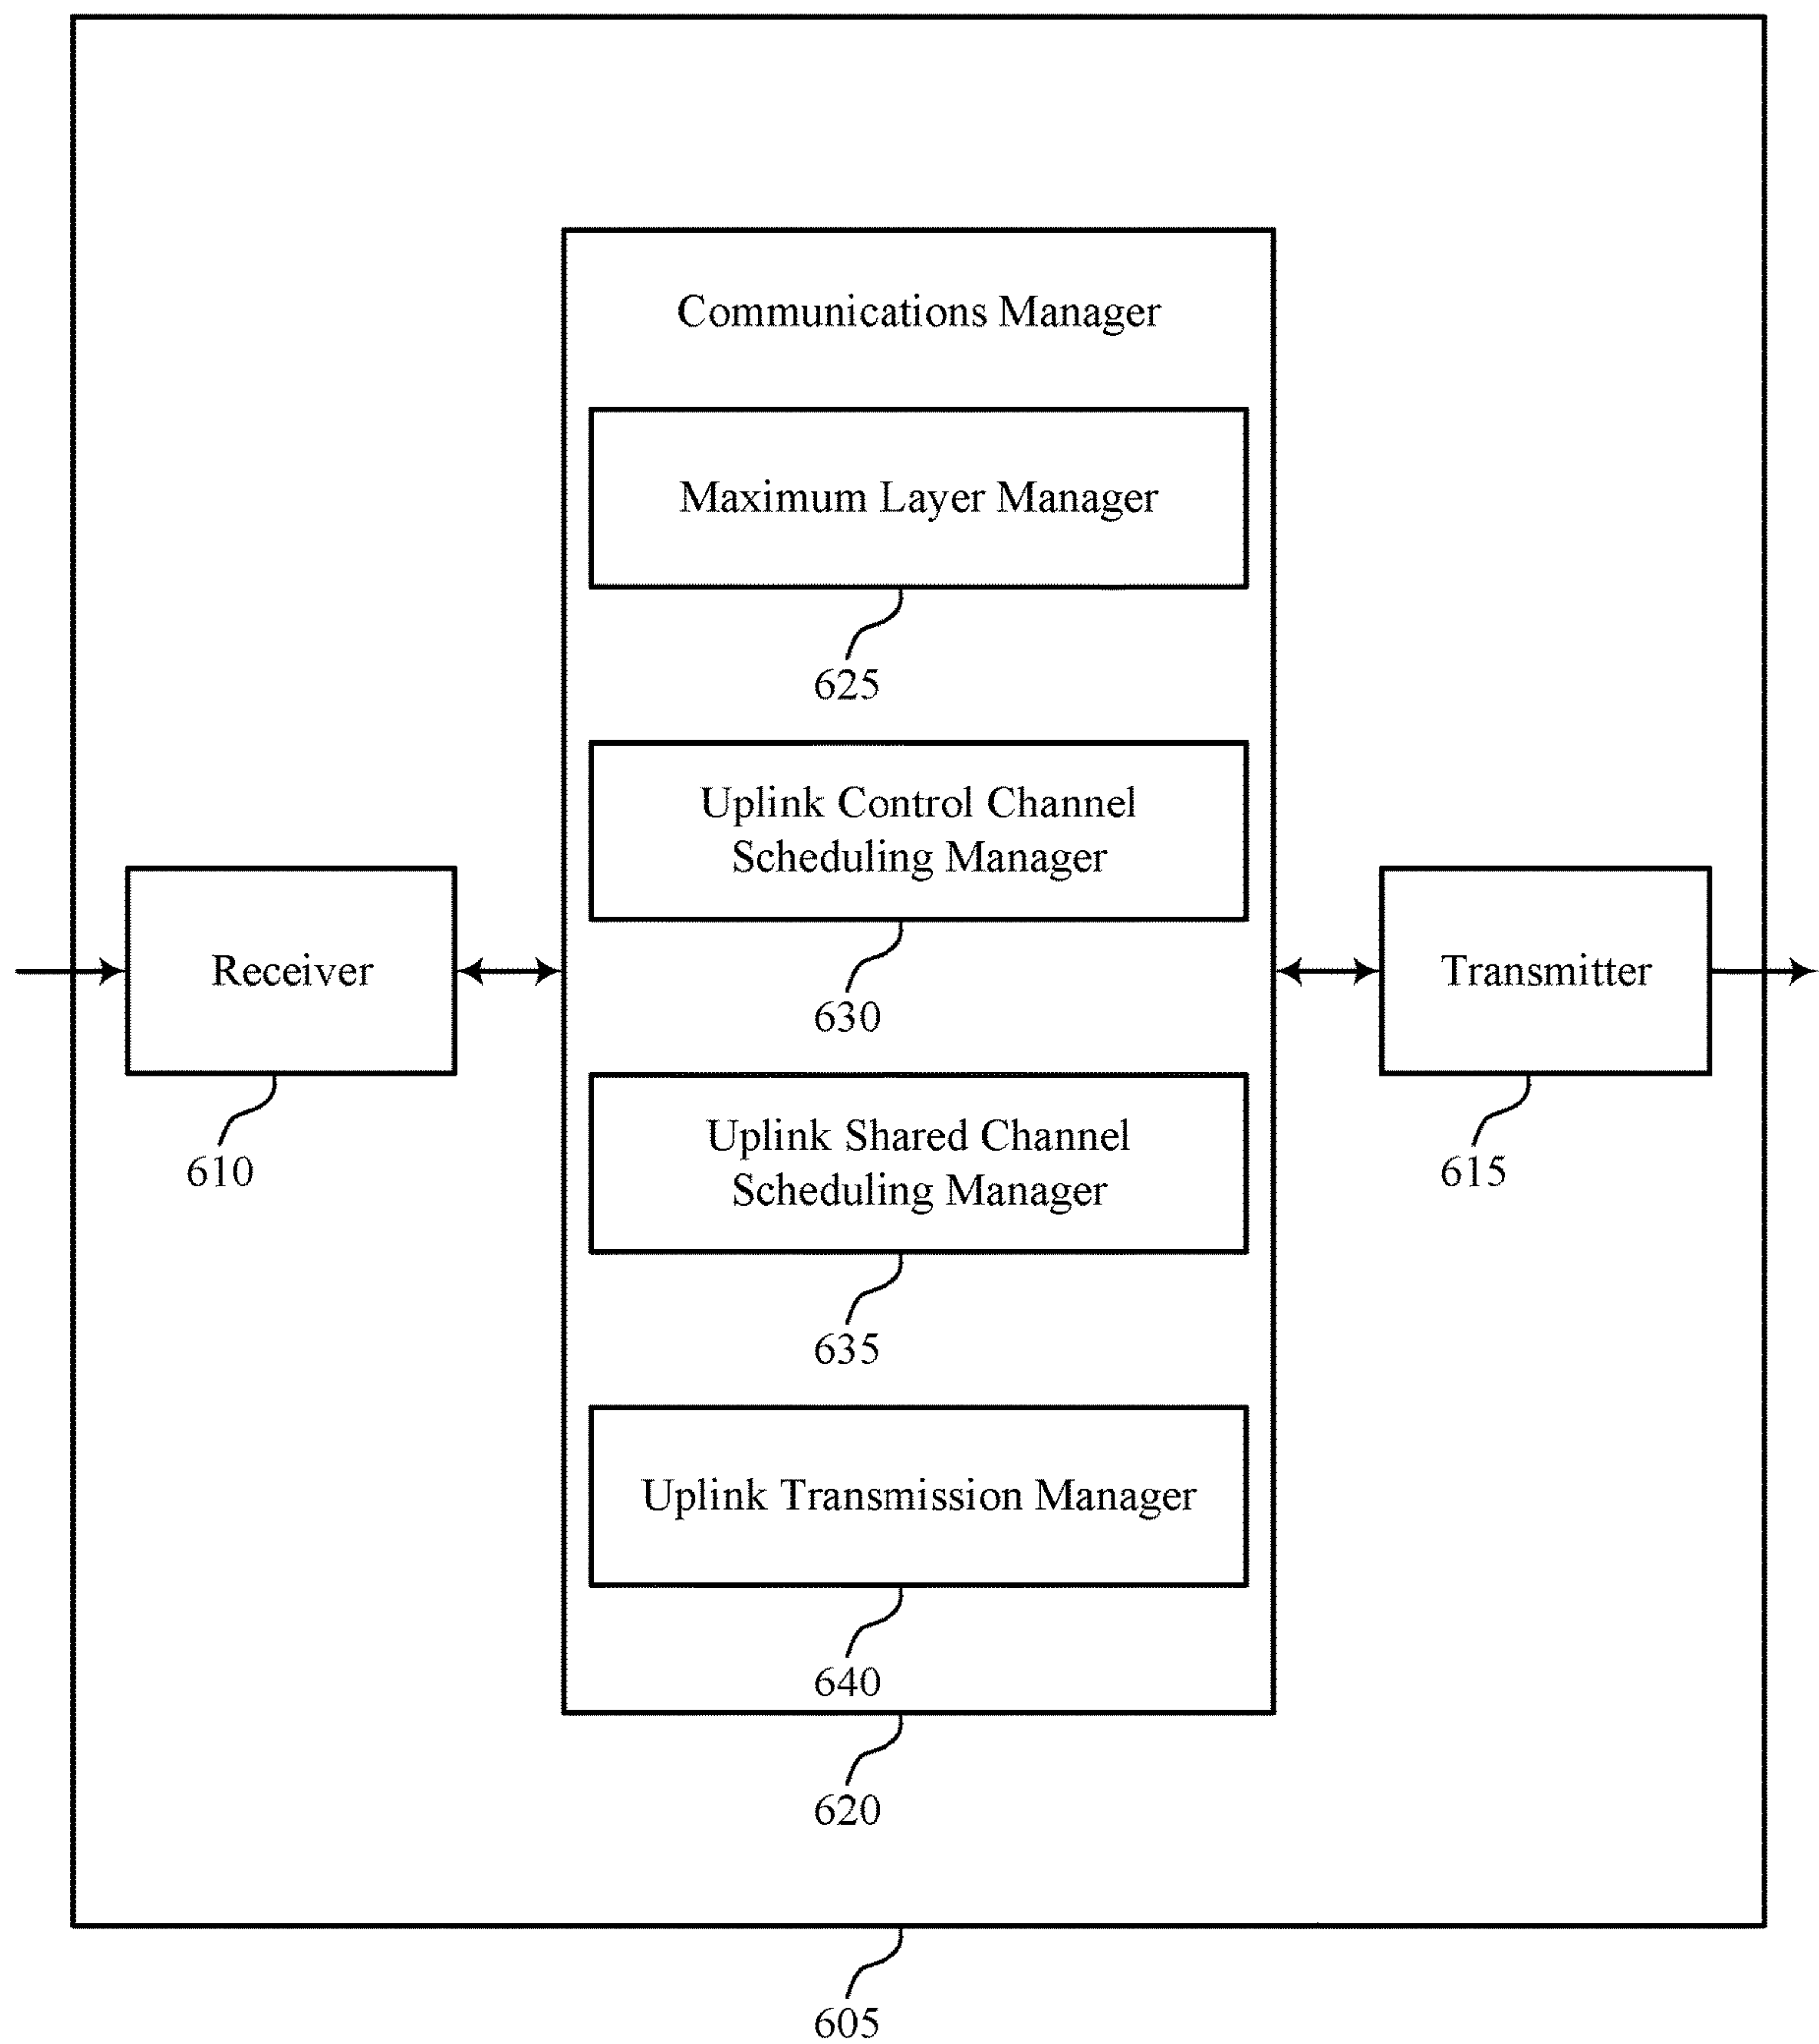 Communications Manager
Maximum Layer Manager
625
Uplink Control Channel
Scheduling Manager
630
Receiver
610
Transmitter
615
Uplink Shared Channel
Scheduling Manager
635
Uplink Transmission Manager
640
620
605